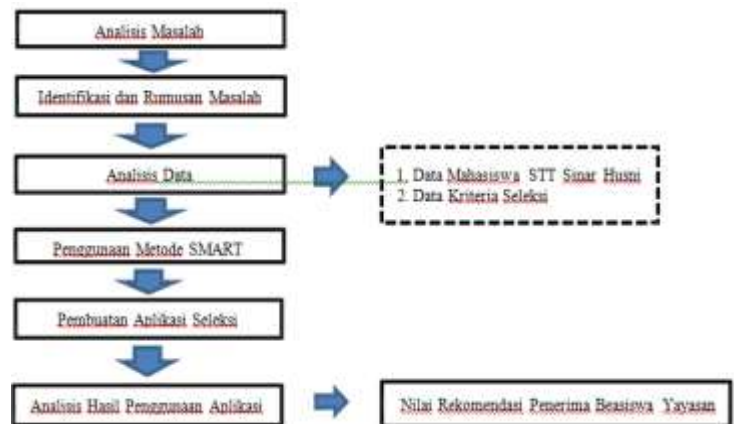 Analisis Masalah
Identifikasi dan Rumusan Masalah
Analisis Data
1. Data Mahasiswa STT Sinar Husni
2. Data Kriteria Seleksi
Penggunaan Metode SMART
Pembuatan Aplikasi Seleksi
Analisis Hasil Penggunaan Aplikasi
Nilai Rekomendasi Penerima Beasiswa Yayasan